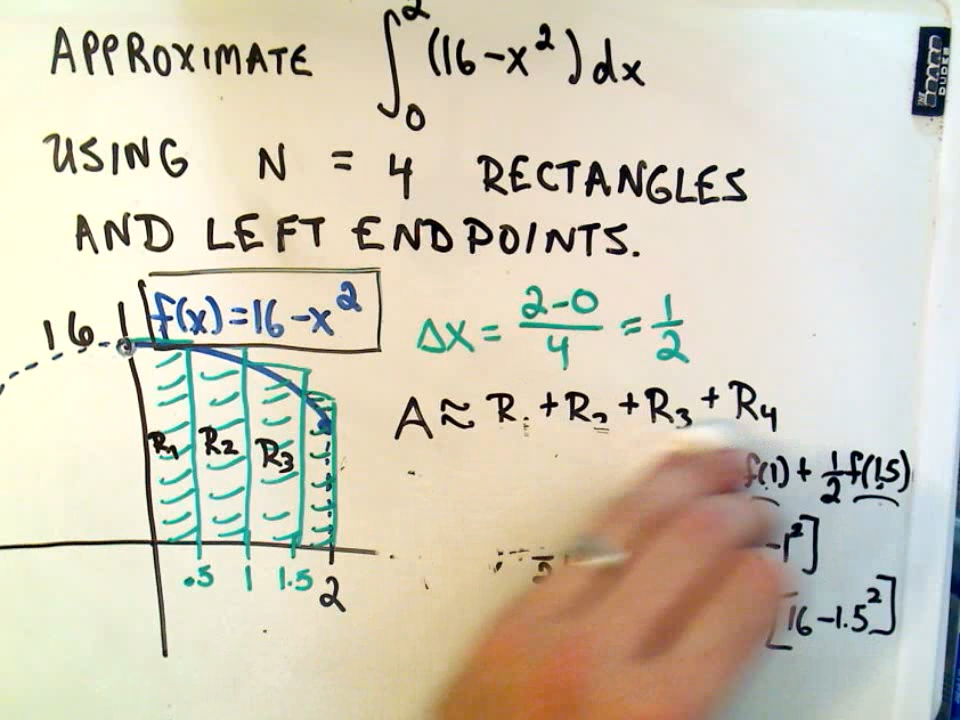 APPROXIMATE ∫₀² (16-x²) dx
USING N = 4 RECTANGLES
AND LEFT ENDPOINTS.
f(x) = 16 - x²
16
R1 R2 R3
.5 1 1.5 2
Δx = 2-0/4 = 1/2
A ≈ R1 + R2 + R3 + R4
f(1) + 1/2 f(1.5)
-1²]
[16-1.5²]
DUDES